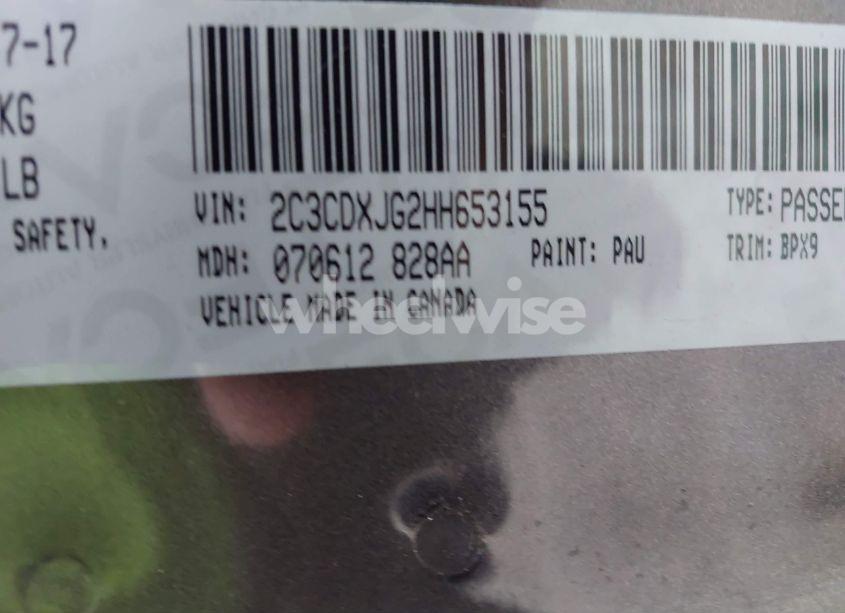 7-17
KG
LB
SAFETY,
VIN: 2C3CDXJG2HH653155
TYPE: PASSE
MDH: 070612 828AA
PAINT: PAU
TRIM: BPX9
VEHICLE MADE IN CANADA
wheelwise